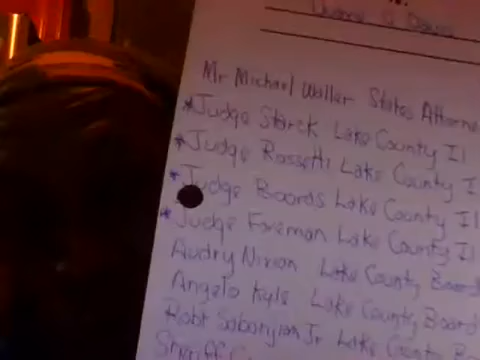 Mr Michael Waller States Attorne
*Judge Starck Lake County Il
*Judge Rossetti Lake County I
*Judge Boords Lake County Il
*Judge Foreman Lake County Il
Audry Nixon Lake County Board
Angelo Kyle Lake County Board
Robt Sabonjian Jr Lake County Bo
Sheriff